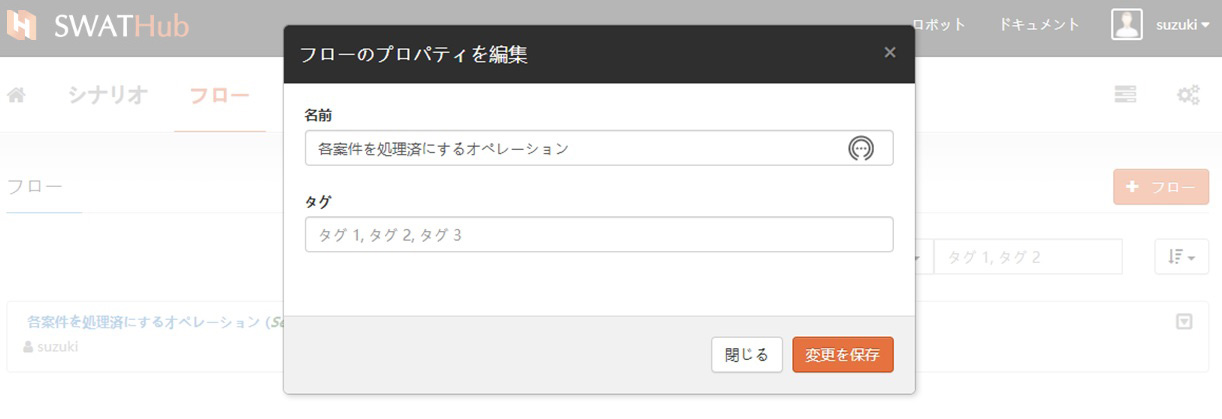 SWATHub
ロボット
ドキュメント
suzuki
フローのプロパティを編集
×
シナリオ
フロー
名前
各案件を処理済にするオペレーション
フロー
+ フロー
タグ
タグ 1, タグ 2, タグ 3
タグ 1, タグ 2
各案件を処理済にするオペレーション
suzuki
閉じる
変更を保存